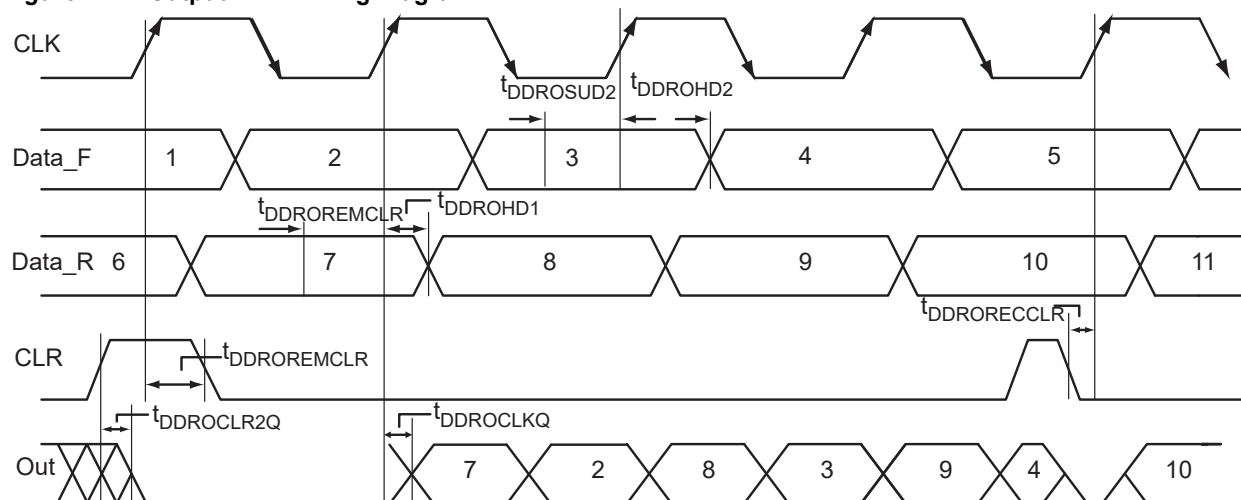 CLK
tDDROSUD2 tDDROHD2
Data_F 1 2 3 4 5
tDDROREMCLR tDDROHD1
Data_R 6 7 8 9 10 11
tDDRORECCLR
CLR tDDROREMCLR
tDDROCLR2Q tDDROCLKQ
Out 7 2 8 3 9 4 10